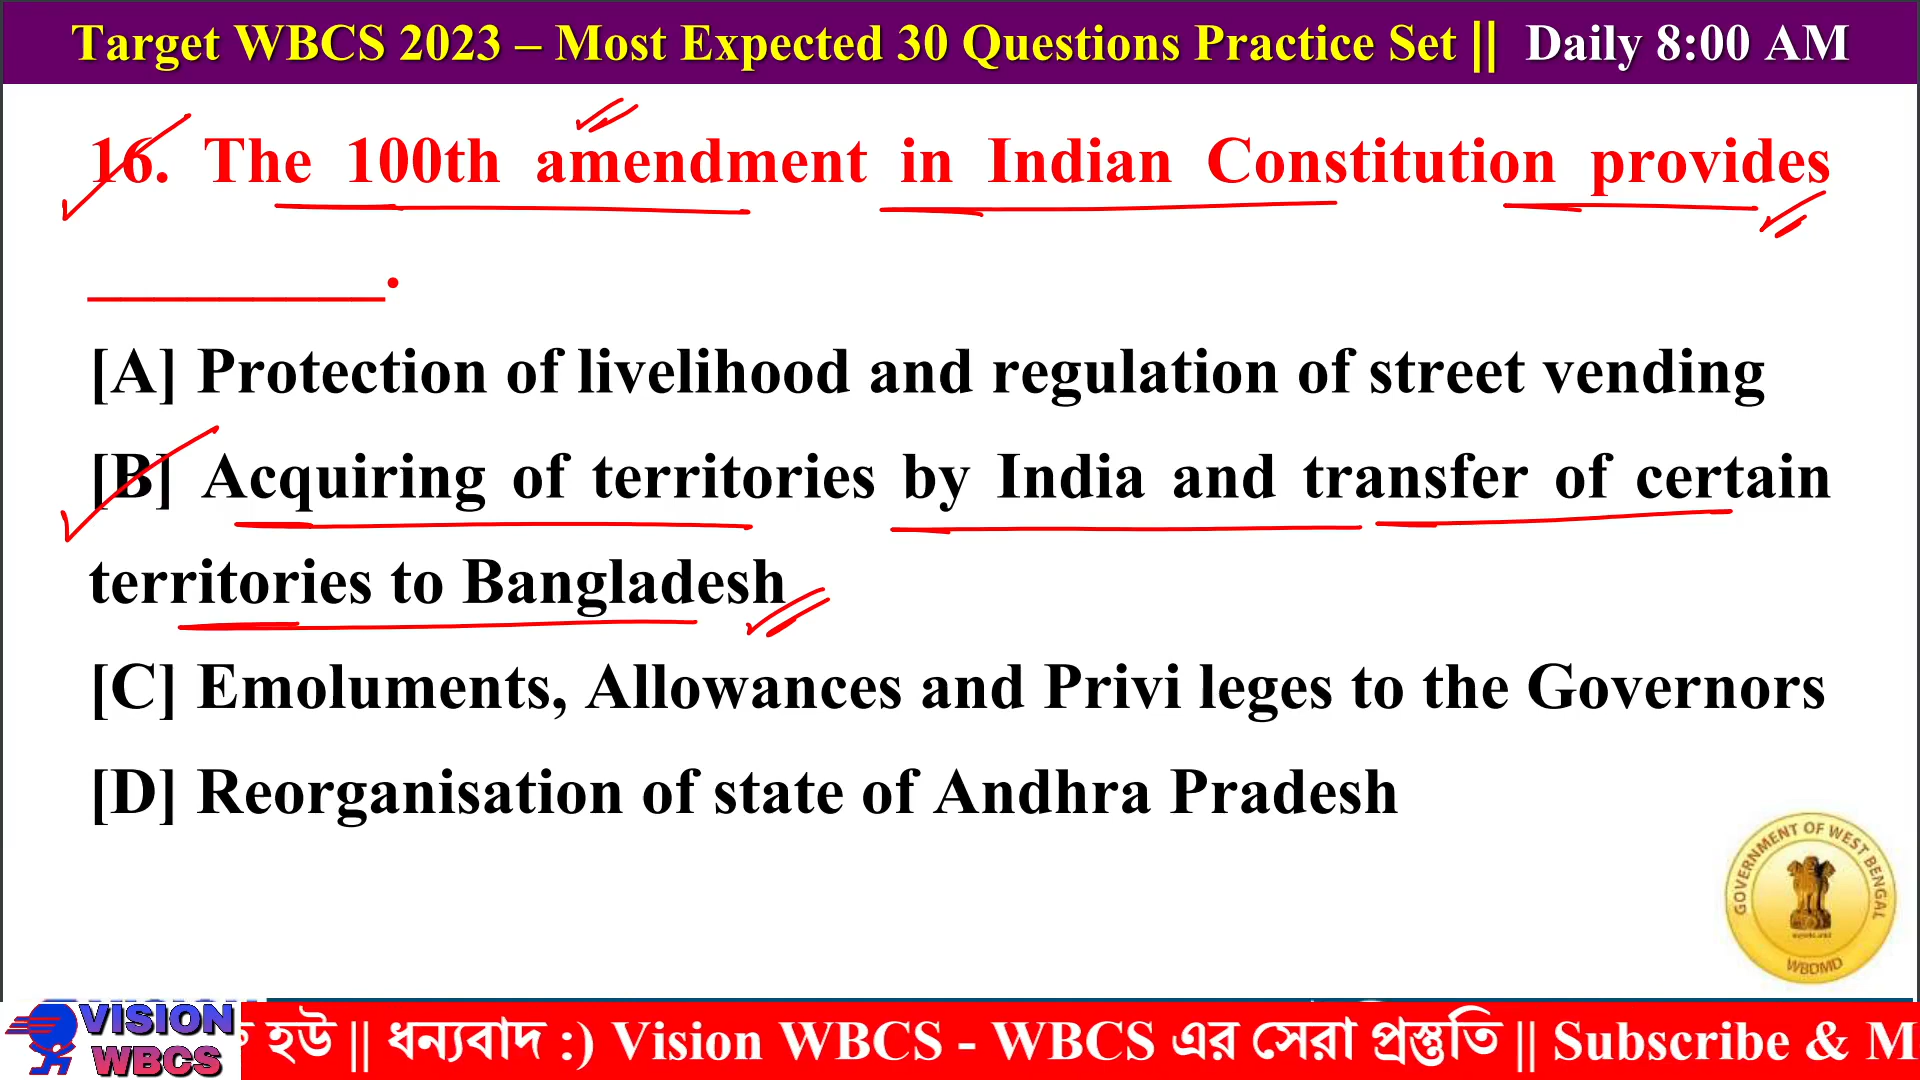 Target WBCS 2023 – Most Expected 30 Questions Practice Set || Daily 8:00 AM
16. The 100th amendment in Indian Constitution provides
_________.
[A] Protection of livelihood and regulation of street vending
[B] Acquiring of territories by India and transfer of certain
territories to Bangladesh
[C] Emoluments, Allowances and Privi leges to the Governors
[D] Reorganisation of state of Andhra Pradesh
GOVERNMENT OF WEST BENGAL
WBDMD
VISION
WBCS
হউ || ধন্যবাদ :) Vision WBCS - WBCS এর সেরা প্রস্তুতি || Subscribe & M